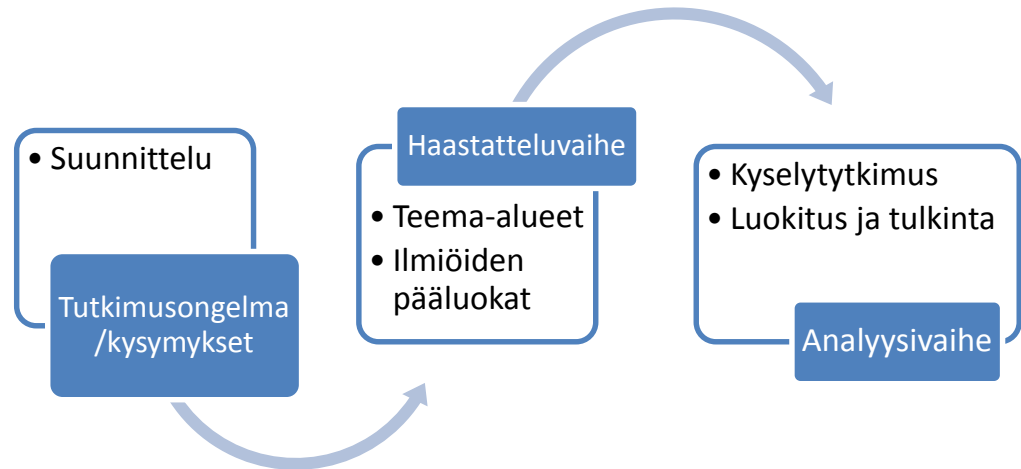 • Suunnittelu
Tutkimusongelma
/kysymykset
Haastatteluvaihe
• Teema-alueet
• Ilmiöiden
pääluokat
• Kyselytytkimus
• Luokitus ja tulkinta
Analyysivaihe